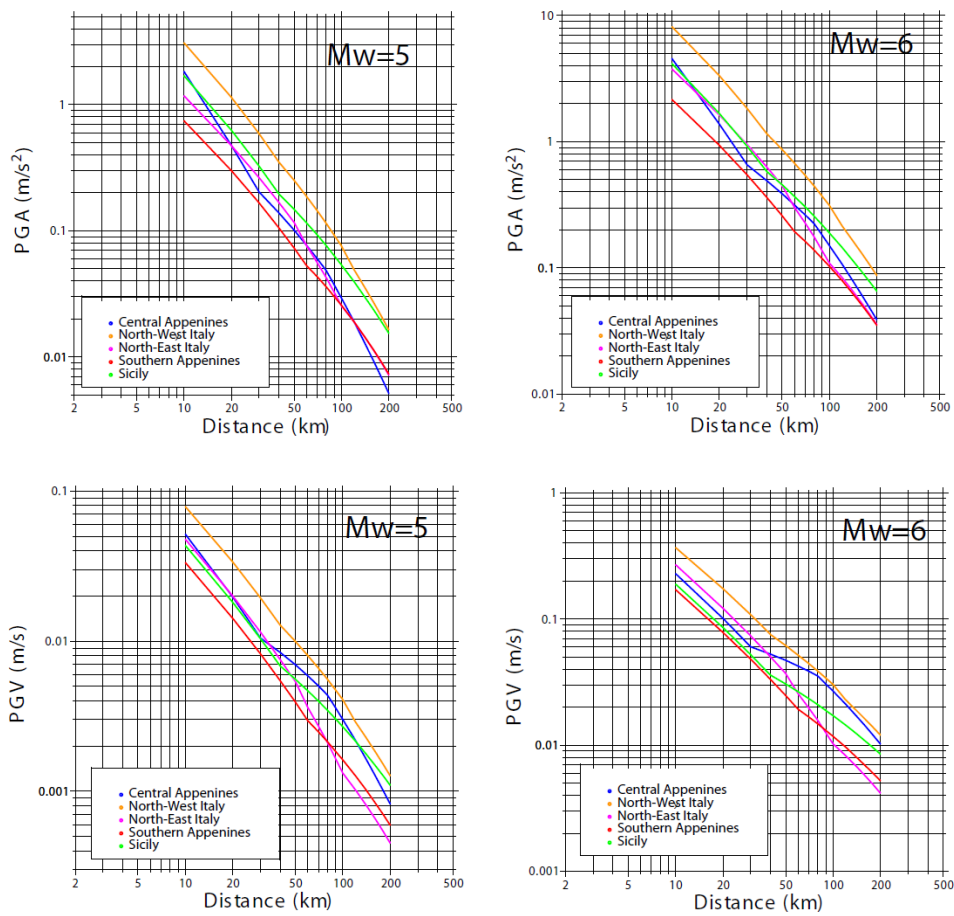 Mw=5
1
0.1
0.01
PGA (m/s²)
Central Appenines
North-West Italy
North-East Italy
Southern Appenines
Sicily
2 5 10 20 50 100 200 500
Distance (km)
Mw=6
10
1
0.1
0.01
PGA (m/s²)
Central Appenines
North-West Italy
North-East Italy
Southern Appenines
Sicily
2 5 10 20 50 100 200 500
Distance (km)
Mw=5
0.1
0.01
0.001
PGV (m/s)
Central Appenines
North-West Italy
North-East Italy
Southern Appenines
Sicily
2 5 10 20 50 100 200 500
Distance (km)
Mw=6
1
0.1
0.01
0.001
PGV (m/s)
Central Appenines
North-West Italy
North-East Italy
Southern Appenines
Sicily
2 5 10 20 50 100 200 500
Distance (km)